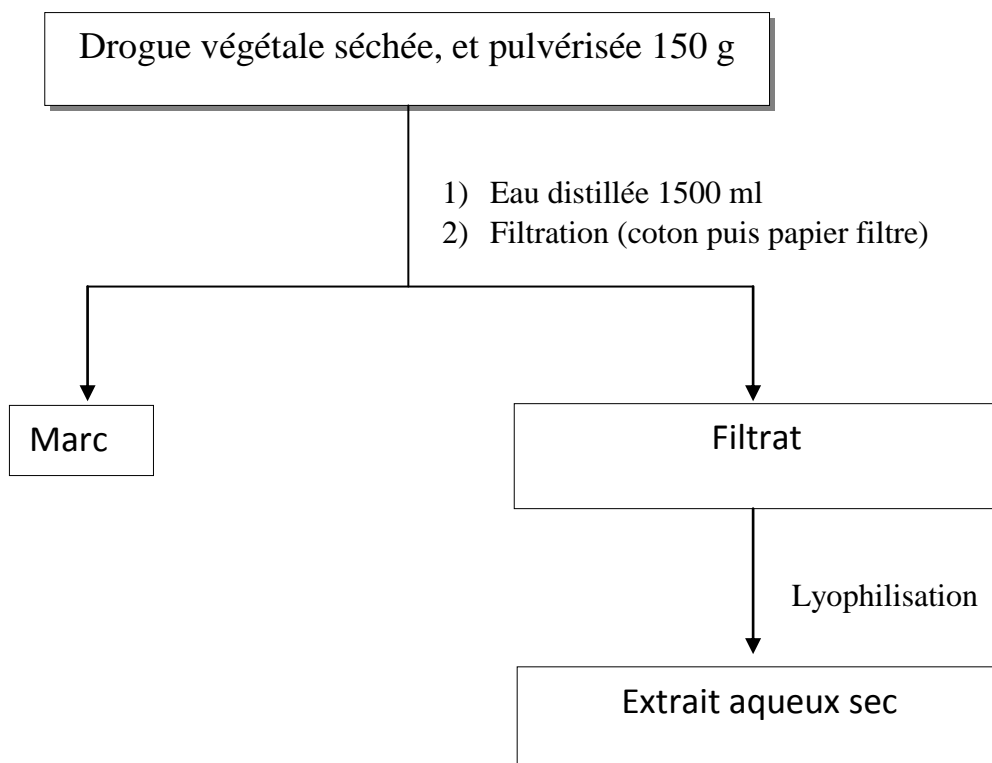 Drogue végétale séchée, et pulvérisée 150 g
1) Eau distillée 1500 ml
2) Filtration (coton puis papier filtre)
Marc
Filtrat
Lyophilisation
Extrait aqueux sec